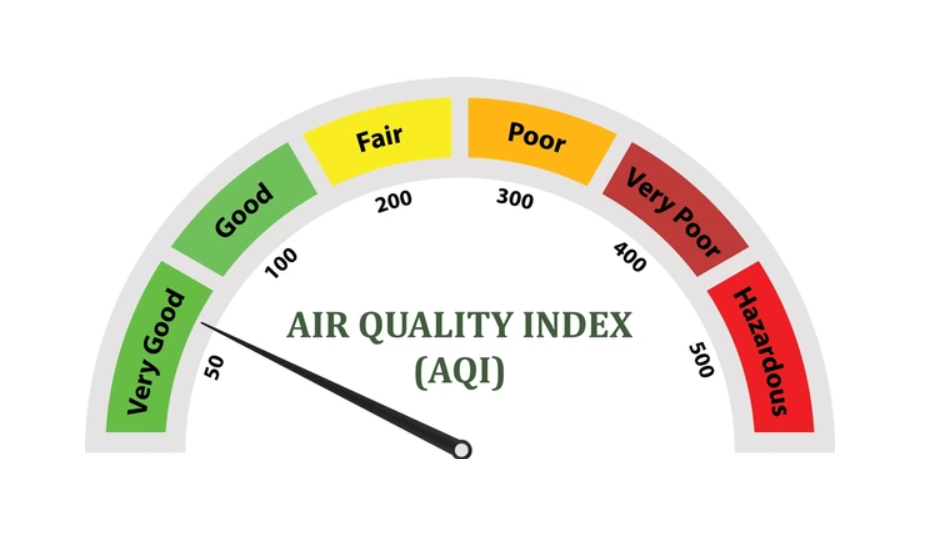 Very Good
Good
Fair
Poor
Very Poor
Hazardous
50
100
200
300
400
500
AIR QUALITY INDEX
(AQI)